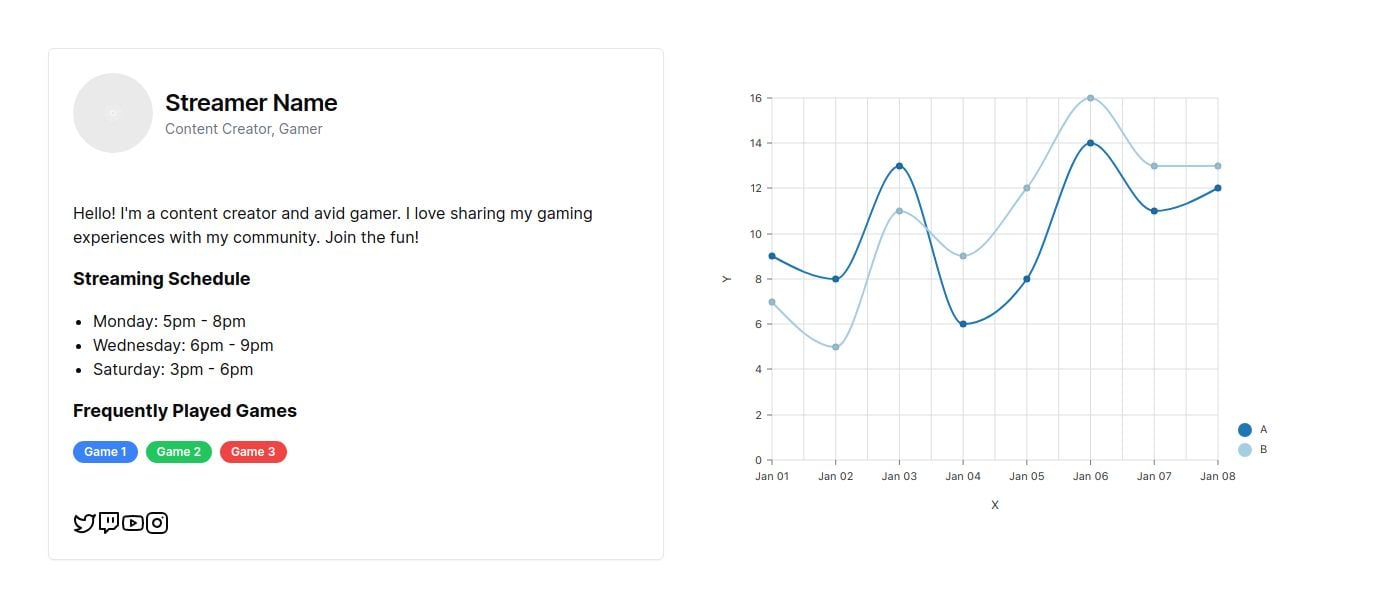 Streamer Name
Content Creator, Gamer
Hello! I'm a content creator and avid gamer. I love sharing my gaming
experiences with my community. Join the fun!
Streaming Schedule
Monday: 5pm - 8pm
Wednesday: 6pm - 9pm
Saturday: 3pm - 6pm
Frequently Played Games
Game 1 Game 2 Game 3
16
14
12
10
8
6
4
2
0
Y
Jan 01 Jan 02 Jan 03 Jan 04 Jan 05 Jan 06 Jan 07 Jan 08
X
A
B